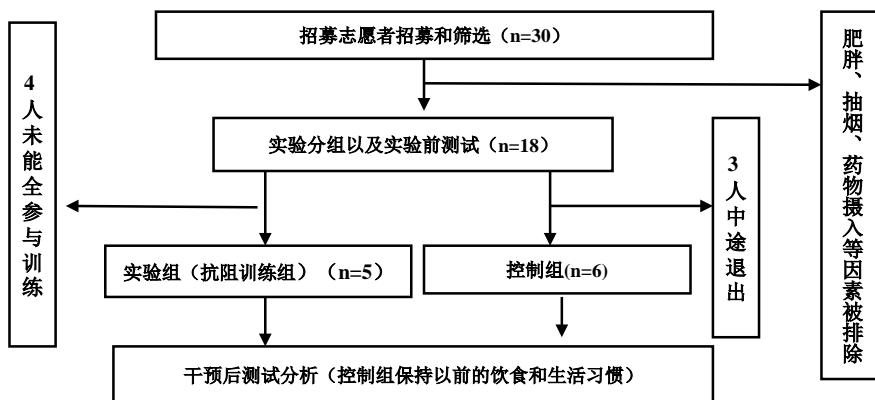 招募志愿者招募和筛选（n=30）
肥胖、抽烟、药物摄入等因素被排除
实验分组以及实验前测试（n=18）
4人未能全参与训练
3人中途退出
实验组（抗阻训练组）（n=5）
控制组(n=6)
干预后测试分析（控制组保持以前的饮食和生活习惯）